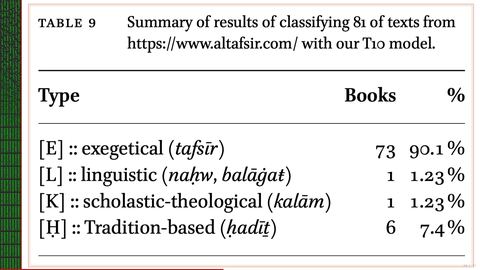 TABLE 9 Summary of results of classifying 81 of texts from
https://www.altafsir.com/ with our T10 model.
Type Books %
[E] :: exegetical (tafsīr) 73 90.1%
[L] :: linguistic (naḥw, balāġaŧ) 1 1.23%
[K] :: scholastic-theological (kalām) 1 1.23%
[Ḥ] :: Tradition-based (ḥadīṯ) 6 7.4%